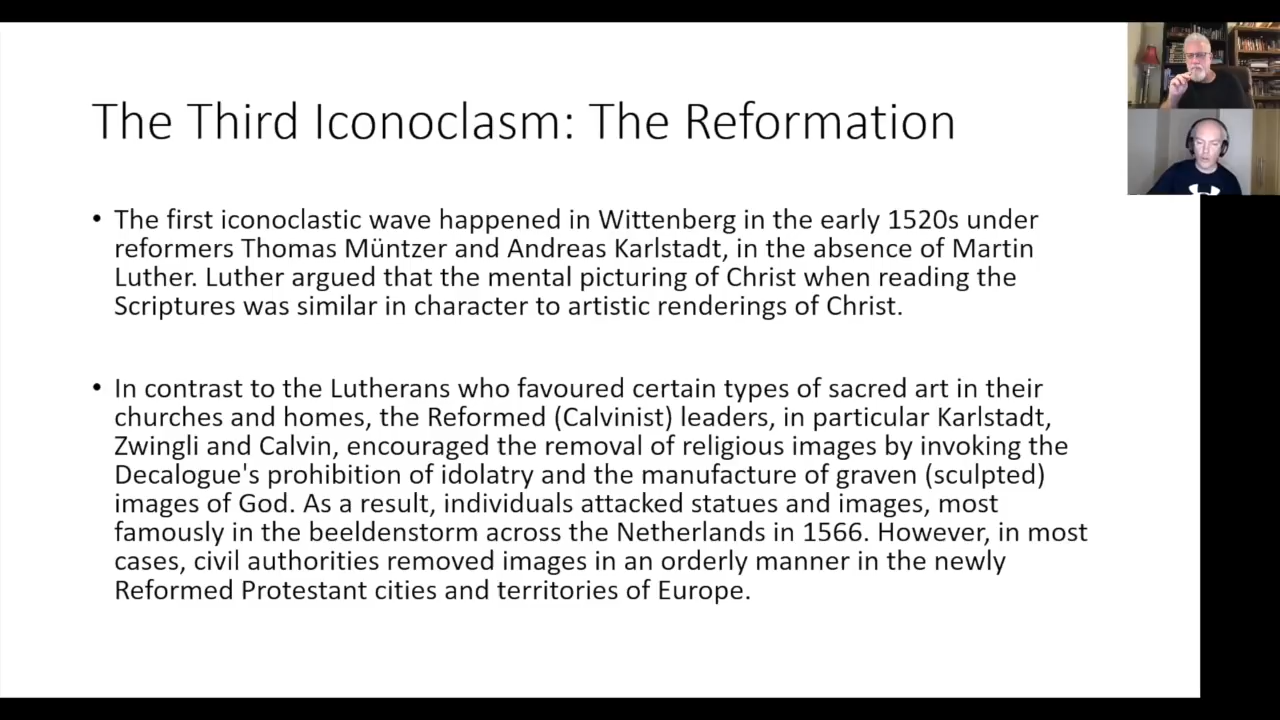 The Third Iconoclasm: The Reformation
• The first iconoclastic wave happened in Wittenberg in the early 1520s under
reformers Thomas Müntzer and Andreas Karlstadt, in the absence of Martin
Luther. Luther argued that the mental picturing of Christ when reading the
Scriptures was similar in character to artistic renderings of Christ.
• In contrast to the Lutherans who favoured certain types of sacred art in their
churches and homes, the Reformed (Calvinist) leaders, in particular Karlstadt,
Zwingli and Calvin, encouraged the removal of religious images by invoking the
Decalogue's prohibition of idolatry and the manufacture of graven (sculpted)
images of God. As a result, individuals attacked statues and images, most
famously in the beeldenstorm across the Netherlands in 1566. However, in most
cases, civil authorities removed images in an orderly manner in the newly
Reformed Protestant cities and territories of Europe.